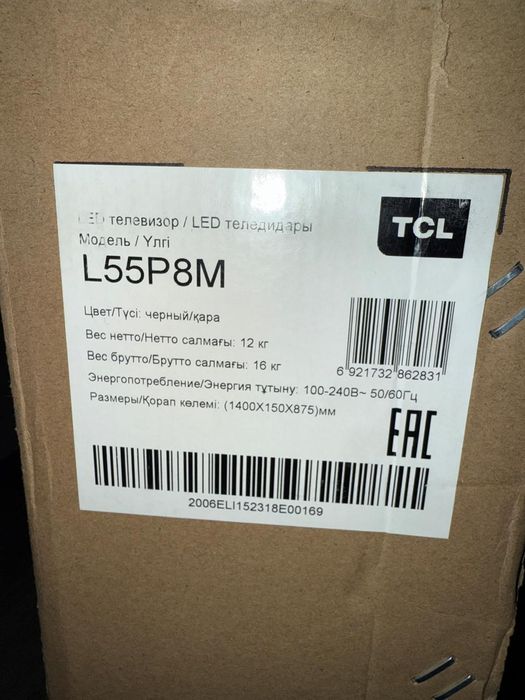 LED телевизор / LED теледидары
TCL
Модель / Үлгі
L55P8M
Цвет/Түсі: черный/қара
Вес нетто/Нетто салмағы: 12 кг
Вес брутто/Брутто салмағы: 16 кг
6 921732 862831
Энергопотребление/Энергия тұтыну: 100-240В~ 50/60Гц
Размеры/Қорап көлемі: (1400X150X875)мм
EAC
2006ELI152318E00169